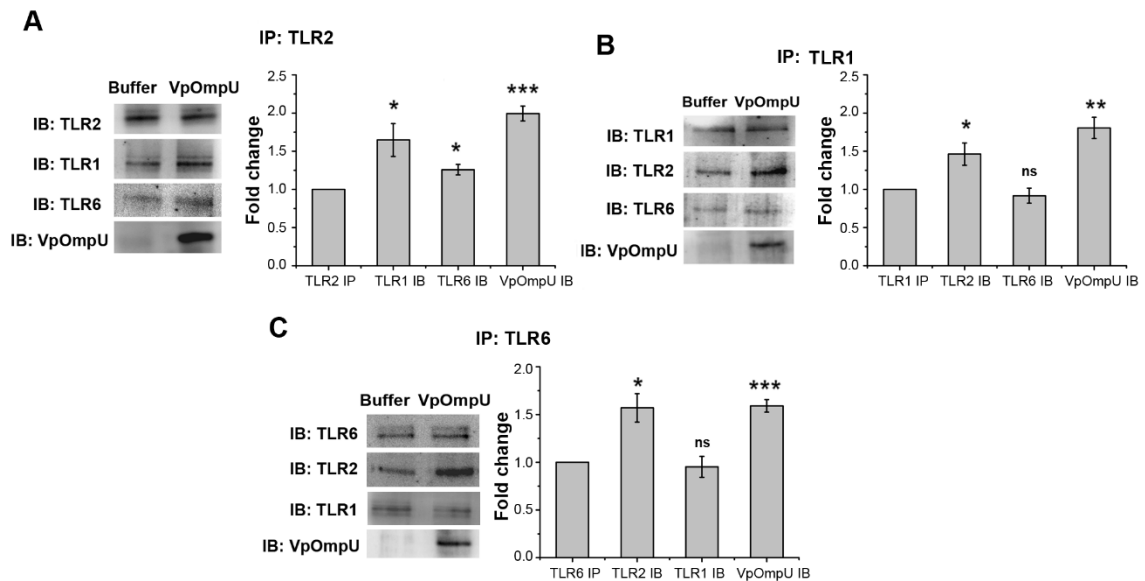 A
IP: TLR2
Buffer VpOmpU
IB: TLR2
IB: TLR1
IB: TLR6
IB: VpOmpU
Fold change
2.5
2.0
1.5
1.0
0.5
0.0
*
*
***
TLR2 IP TLR1 IB TLR6 IB VpOmpU IB
B
IP: TLR1
Buffer VpOmpU
IB: TLR1
IB: TLR2
IB: TLR6
IB: VpOmpU
Fold change
2.5
2.0
1.5
1.0
0.5
0.0
*
ns
**
TLR1 IP TLR2 IB TLR6 IB VpOmpU IB
C
IP: TLR6
Buffer VpOmpU
IB: TLR6
IB: TLR2
IB: TLR1
IB: VpOmpU
Fold change
2.0
1.5
1.0
0.5
0.0
*
ns
***
TLR6 IP TLR2 IB TLR1 IB VpOmpU IB